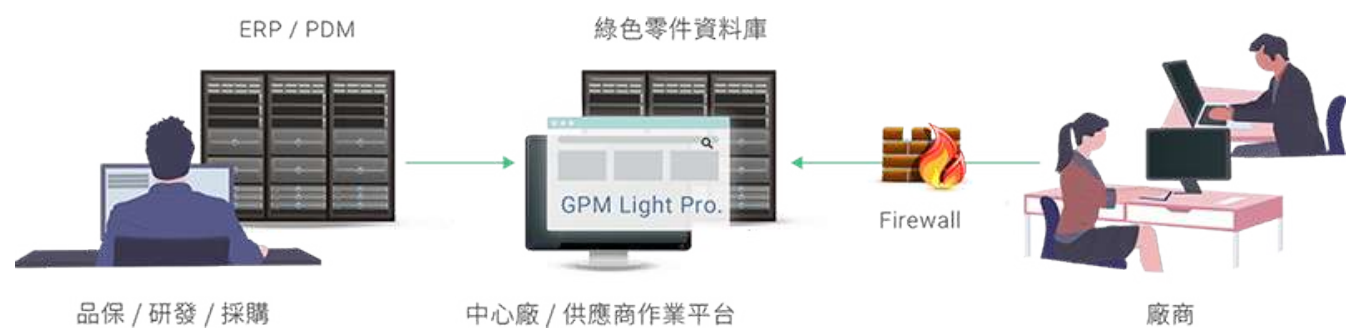 ERP / PDM
綠色零件資料庫
GPM Light Pro.
Firewall
品保 / 研發 / 採購
中心廠 / 供應商作業平台
廠商